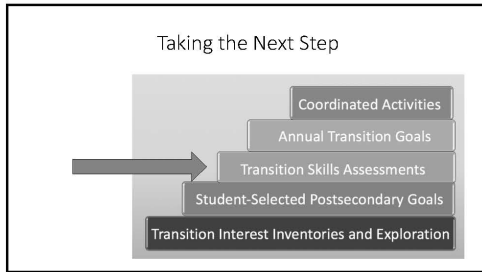 Taking the Next Step
Coordinated Activities
Annual Transition Goals
Transition Skills Assessments
Student-Selected Postsecondary Goals
Transition Interest Inventories and Exploration